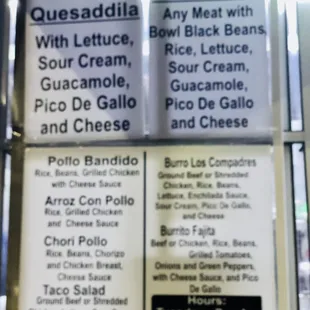 Quesaddila
With Lettuce,
Sour Cream,
Guacamole,
Pico De Gallo
and Cheese
Any Meat with
Bowl Black Beans,
Rice, Lettuce,
Sour Cream,
Guacamole,
Pico De Gallo
and Cheese
Pollo Bandido
Rice, Beans, Grilled Chicken
with Cheese Sauce
Arroz Con Pollo
Rice, Grilled Chicken
and Cheese Sauce
Chori Pollo
Rice, Beans, Chorizo
and Chicken Breast,
Cheese Sauce
Taco Salad
Ground Beef or Shredded
Burro Los Compadres
Ground Beef or Shredded
Chicken, Rice, Beans,
Lettuce, Enchilada Sauce,
Sour Cream, Pico De Gallo,
and Cheese
Burrito Fajita
Beef or Chicken, Rice, Beans,
Grilled Tomatoes,
Onions and Green Peppers,
with Cheese Sauce, and Pico
De Gallo
Hours: